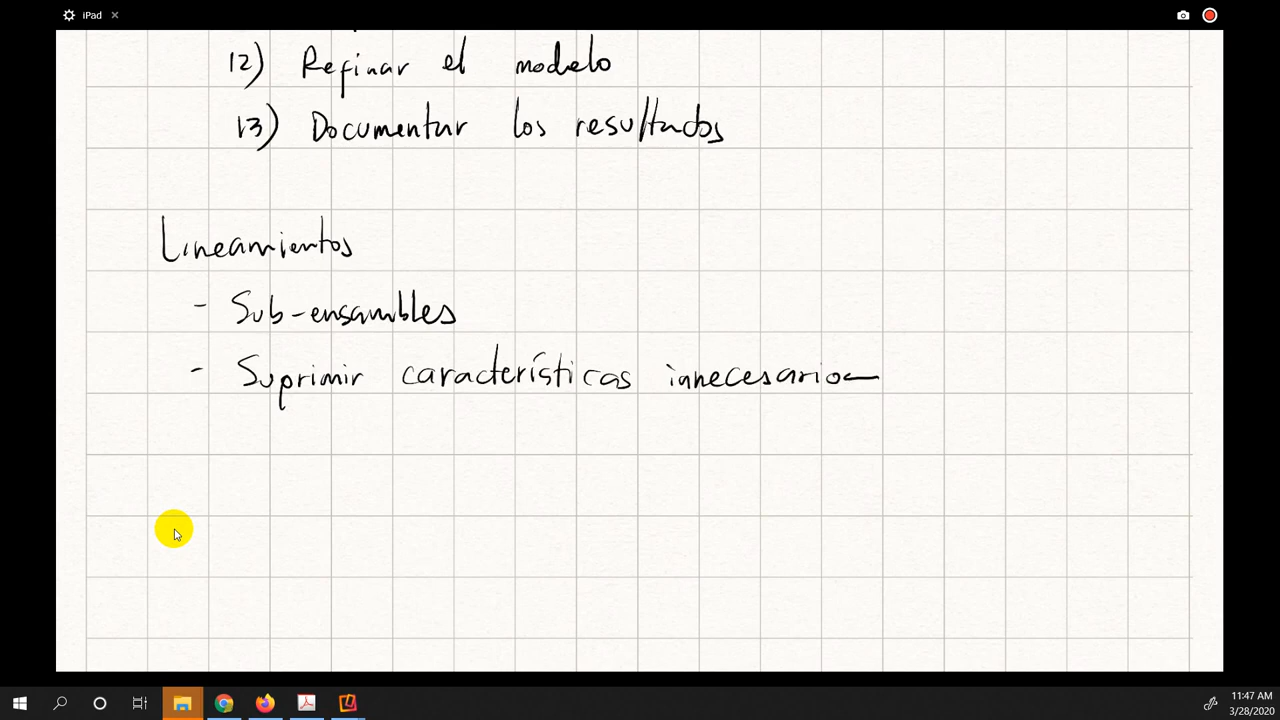 iPad
12) Refinar el modelo
13) Documentar los resultados
Lineamientos
- Sub-ensambles
- Suprimir características innecesario
11:47 AM
3/28/2020